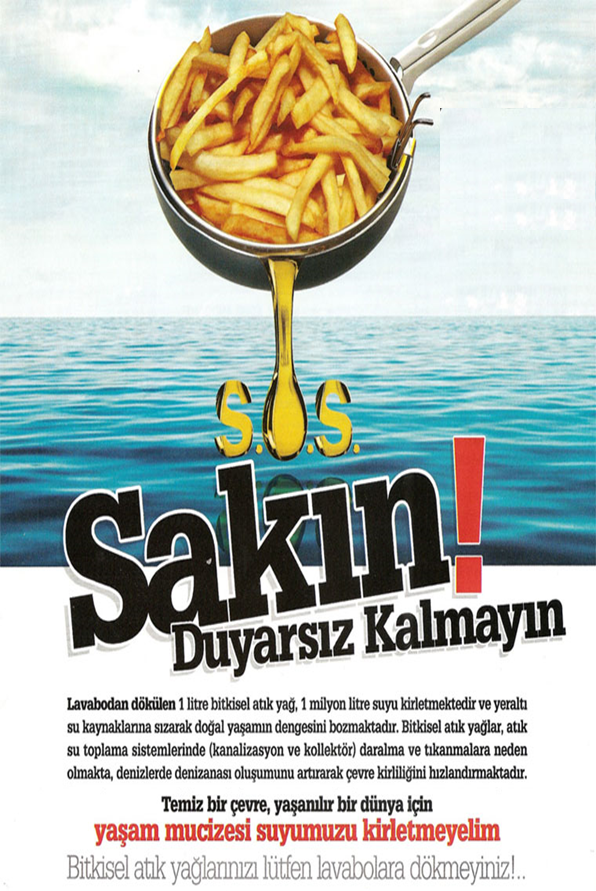 S.O.S.
Sakın!
Duyarsız Kalmayın
Lavabodan dökülen 1 litre bitkisel atık yağ, 1 milyon litre suyu kirletmektedir ve yeraltı
su kaynaklarına sızarak doğal yaşamın dengesini bozmaktadır. Bitkisel atık yağlar, atık
su toplama sistemlerinde (kanalizasyon ve kollektör) daralma ve tıkanmalara neden
olmakta, denizlerde denizanası oluşumunu artırarak çevre kirliliğini hızlandırmaktadır.
Temiz bir çevre, yaşanılır bir dünya için
yaşam mucizesi suyumuzu kirletmeyelim
Bitkisel atık yağlarınızı lütfen lavabolara dökmeyiniz!..